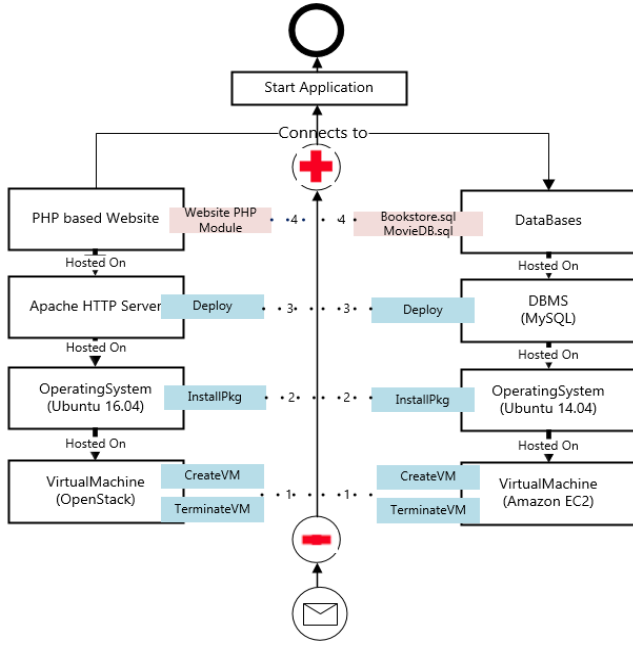 Start Application
Connects to
PHP based Website
Website PHP
Module
4
4
Bookstore.sql
MovieDB.sql
DataBases
Hosted On
Hosted On
Apache HTTP Server
Deploy
3
3
Deploy
DBMS
(MySQL)
Hosted On
Hosted On
OperatingSystem
(Ubuntu 16.04)
InstallPkg
2
2
InstallPkg
OperatingSystem
(Ubuntu 14.04)
Hosted On
Hosted On
VirtualMachine
(OpenStack)
CreateVM
TerminateVM
1
1
CreateVM
TerminateVM
VirtualMachine
(Amazon EC2)